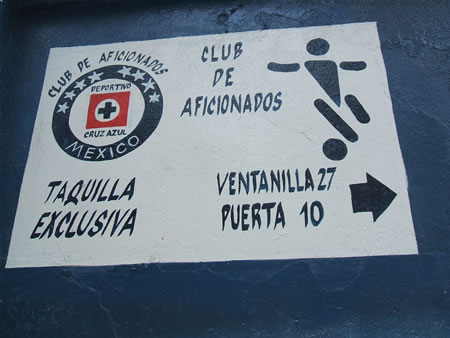 CLUB DE AFICIONADOS
DEPORTIVO
CRUZ AZUL
MEXICO
CLUB
DE
AFICIONADOS
TAQUILLA
EXCLUSIVA
VENTANILLA 27
PUERTA 10